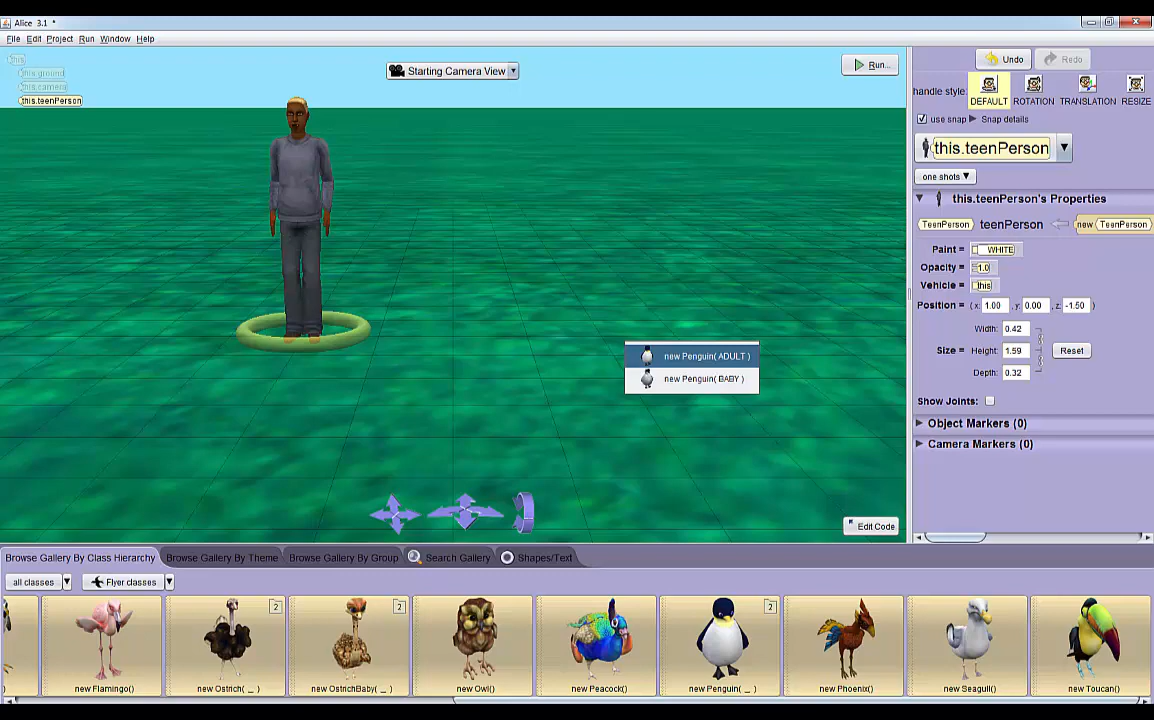 Alice 3.1 *
File Edit Project Run Window Help
this
this.ground
this.camera
this.teenPerson
Starting Camera View
Run...
Undo
Redo
handle style:
DEFAULT
ROTATION
TRANSLATION
RESIZE
use snap
Snap details
this.teenPerson
one shots
this.teenPerson's Properties
TeenPerson teenPerson new TeenPerson
Paint = WHITE
Opacity = 1.0
Vehicle = this
Position = (x: 1.00 , y: 0.00 , z: -1.50 )
Width: 0.42
Size = Height: 1.59 Reset
Depth: 0.32
Show Joints:
Object Markers (0)
Camera Markers (0)
new Penguin( ADULT )
new Penguin( BABY )
Edit Code
Browse Gallery By Class Hierarchy
Browse Gallery By Theme
Browse Gallery By Group
Search Gallery
Shapes/Text
all classes
Flyer classes
2
2
2
)
new Flamingo()
new Ostrich( _ )
new OstrichBaby( _ )
new Owl()
new Peacock()
new Penguin( _ )
new Phoenix()
new Seagull()
new Toucan()